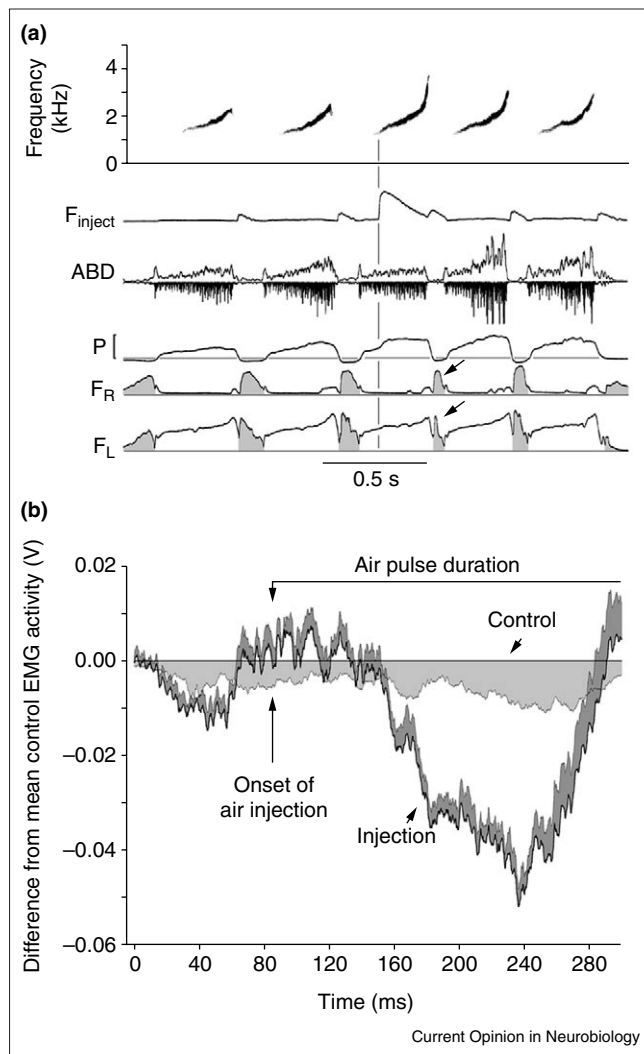 (a)
Frequency
(kHz)
4
2
0
F inject
ABD
P
F R
F L
0.5 s
(b)
Difference from mean control EMG activity (V)
0.02
0.00
−0.02
−0.04
−0.06
Air pulse duration
Control
Onset of
air injection
Injection
0 40 80 120 160 200 240 280
Time (ms)
Current Opinion in Neurobiology